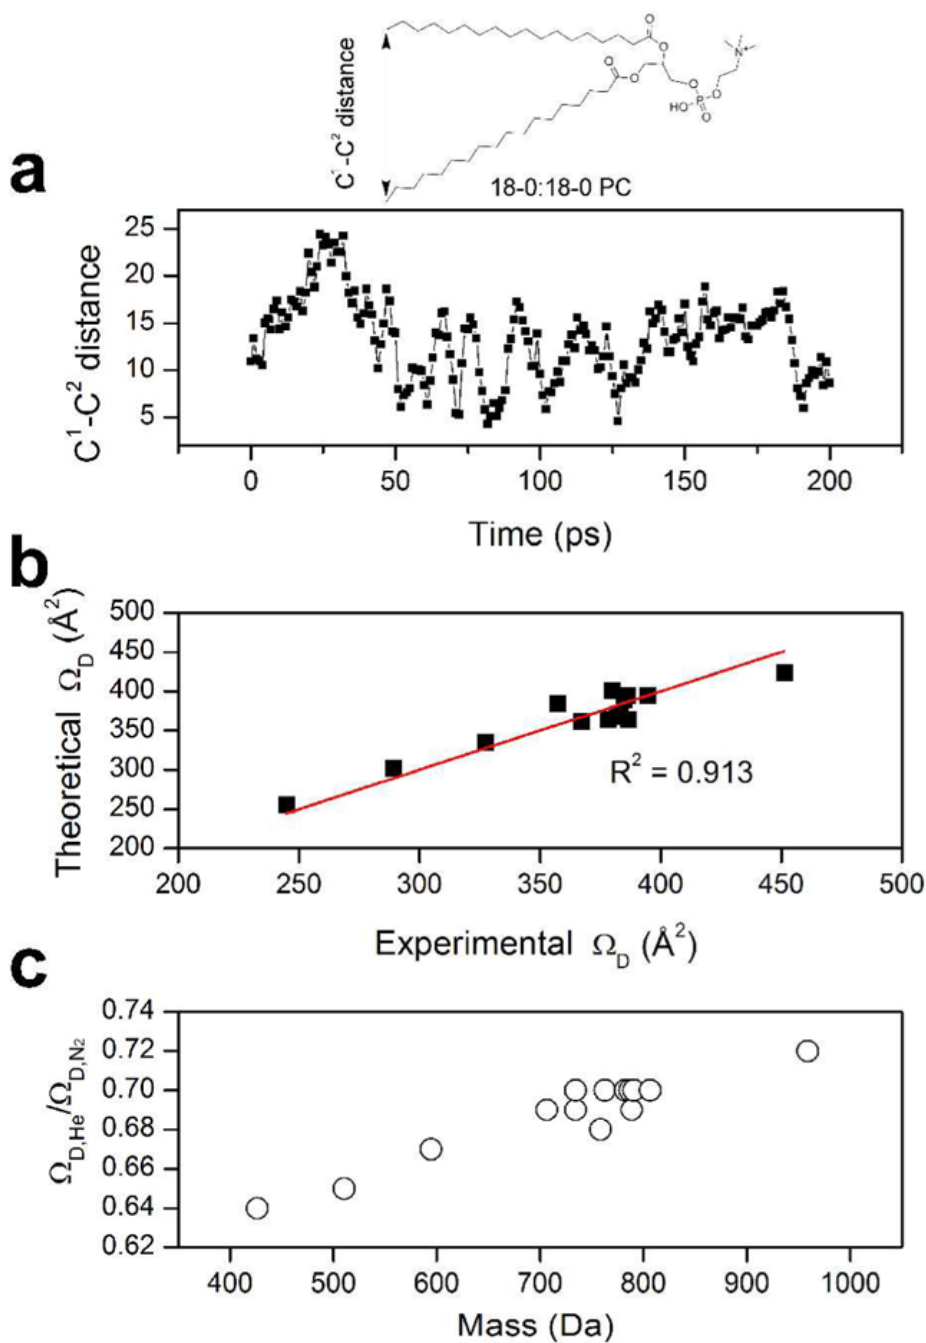 O
O
O
O
N⁺
O
O
HO
P
O
O
C¹-C² distance
18-0:18-0 PC
a
25
20
15
10
5
C¹-C² distance
0 50 100 150 200
Time (ps)
b
500
450
400
350
300
250
200
Theoretical Ω_D (Å²)
R² = 0.913
200 250 300 350 400 450 500
Experimental Ω_D (Å²)
c
0.74
0.72
0.70
0.68
0.66
0.64
0.62
Ω_D,He/Ω_D,N₂
400 500 600 700 800 900 1000
Mass (Da)